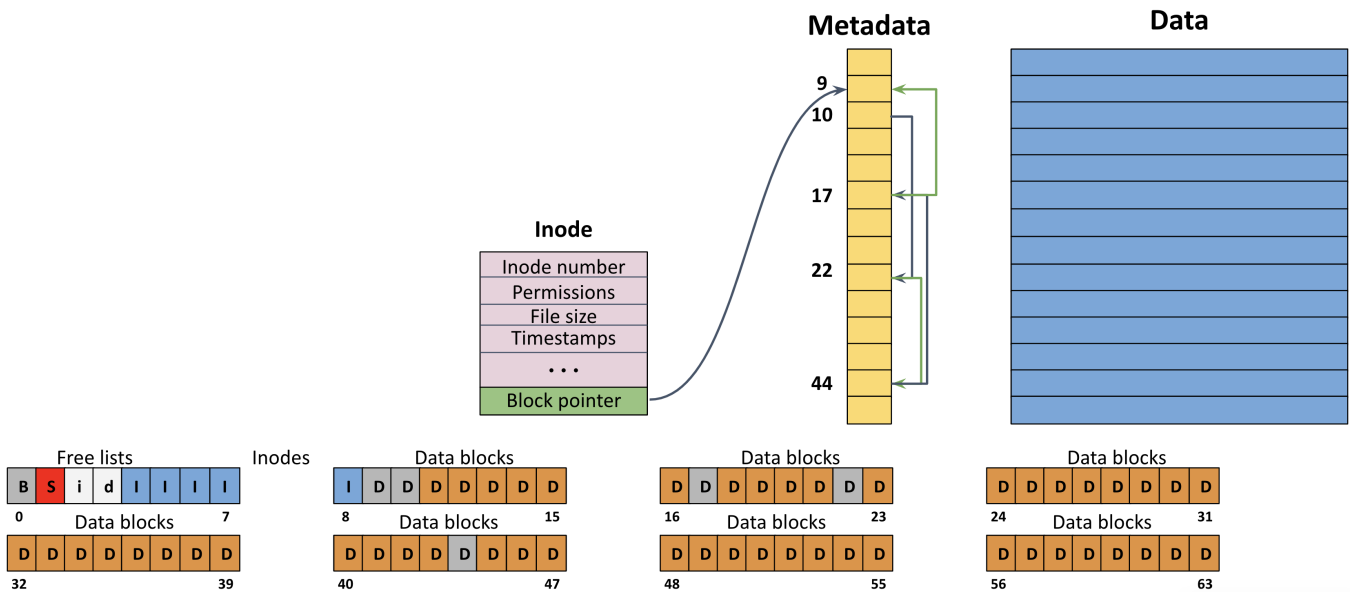 Metadata
Data
9
10
17
22
44
Inode
Inode number
Permissions
File size
Timestamps
...
Block pointer
Free lists Inodes Data blocks Data blocks Data blocks
B S i d I I I I I D D D D D D D D D D D D D D D D D D D D D D D
0 7 8 15 16 23 24 31
Data blocks Data blocks Data blocks Data blocks
D D D D D D D D D D D D D D D D D D D D D D D D D D D D D D D D
32 39 40 47 48 55 56 63